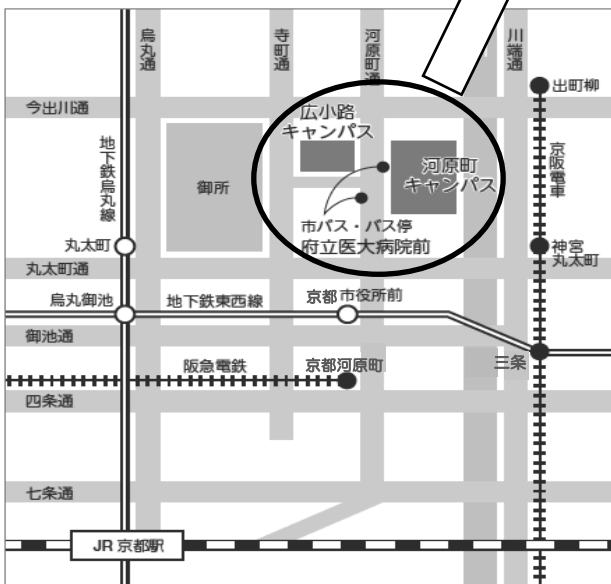 烏丸通
寺町通
河原町通
川端通
出町柳
今出川通
広小路
キャンパス
地下鉄烏丸線
御所
河原町
キャンパス
京阪電車
市バス・バス停
府立医大病院前
丸太町
神宮
丸太町
丸太町通
烏丸御池
地下鉄東西線
京都市役所前
御池通
三条
阪急電鉄
京都河原町
四条通
七条通
JR 京都駅